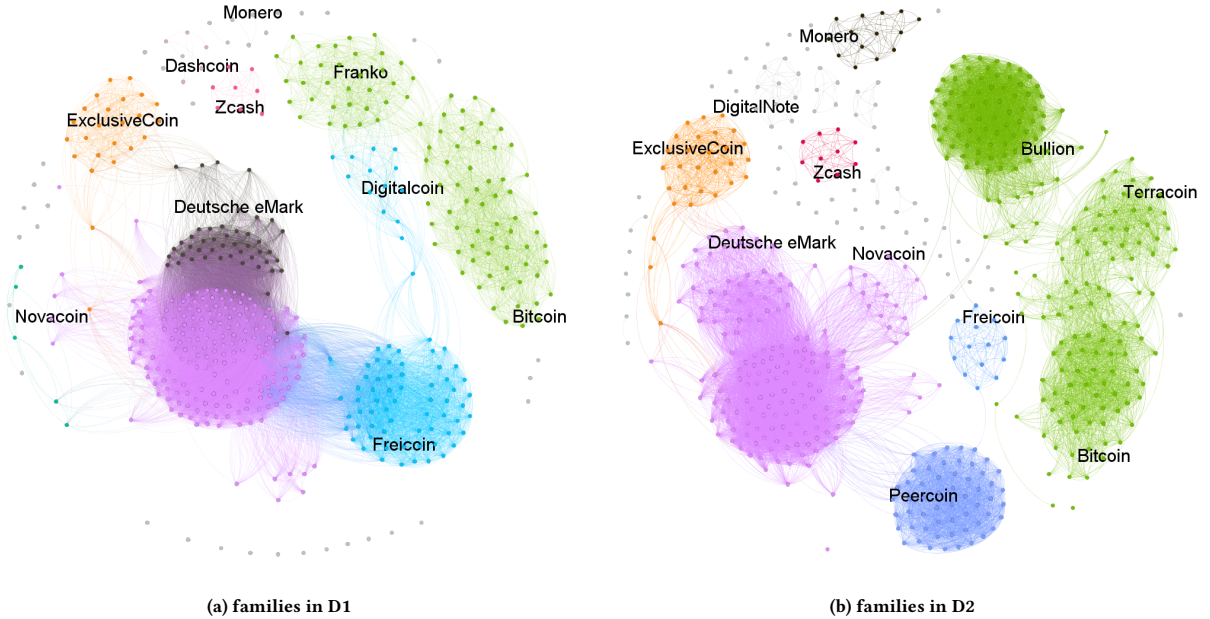 Monero
Dashcoin
Franko
Zcash
ExclusiveCoin
Digitalcoin
Deutsche eMark
Novacoin
Bitcoin
Freicoin
(a) families in D1
Monero
DigitalNote
ExclusiveCoin
Bullion
Zcash
Terracoin
Deutsche eMark
Novacoin
Freicoin
Bitcoin
Peercoin
(b) families in D2